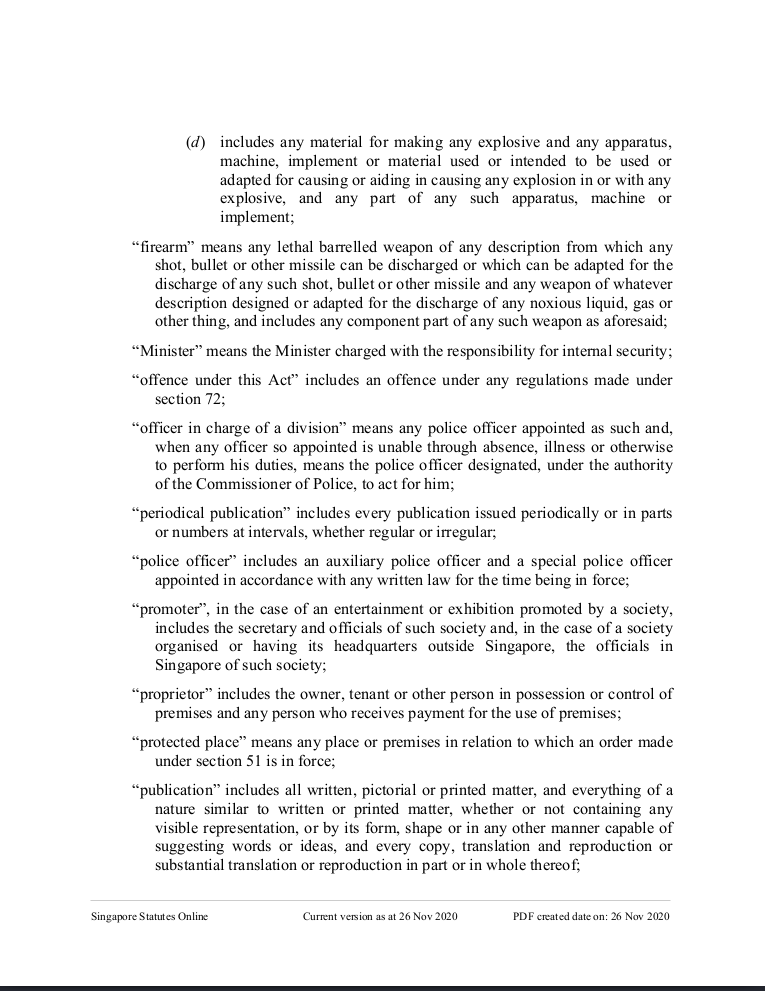 (d) includes any material for making any explosive and any apparatus,
machine, implement or material used or intended to be used or
adapted for causing or aiding in causing any explosion in or with any
explosive, and any part of any such apparatus, machine or
implement;
“firearm” means any lethal barrelled weapon of any description from which any
shot, bullet or other missile can be discharged or which can be adapted for the
discharge of any such shot, bullet or other missile and any weapon of whatever
description designed or adapted for the discharge of any noxious liquid, gas or
other thing, and includes any component part of any such weapon as aforesaid;
“Minister” means the Minister charged with the responsibility for internal security;
“offence under this Act” includes an offence under any regulations made under
section 72;
“officer in charge of a division” means any police officer appointed as such and,
when any officer so appointed is unable through absence, illness or otherwise
to perform his duties, means the police officer designated, under the authority
of the Commissioner of Police, to act for him;
“periodical publication” includes every publication issued periodically or in parts
or numbers at intervals, whether regular or irregular;
“police officer” includes an auxiliary police officer and a special police officer
appointed in accordance with any written law for the time being in force;
“promoter”, in the case of an entertainment or exhibition promoted by a society,
includes the secretary and officials of such society and, in the case of a society
organised or having its headquarters outside Singapore, the officials in
Singapore of such society;
“proprietor” includes the owner, tenant or other person in possession or control of
premises and any person who receives payment for the use of premises;
“protected place” means any place or premises in relation to which an order made
under section 51 is in force;
“publication” includes all written, pictorial or printed matter, and everything of a
nature similar to written or printed matter, whether or not containing any
visible representation, or by its form, shape or in any other manner capable of
suggesting words or ideas, and every copy, translation and reproduction or
substantial translation or reproduction in part or in whole thereof;
Singapore Statutes Online Current version as at 26 Nov 2020 PDF created date on: 26 Nov 2020